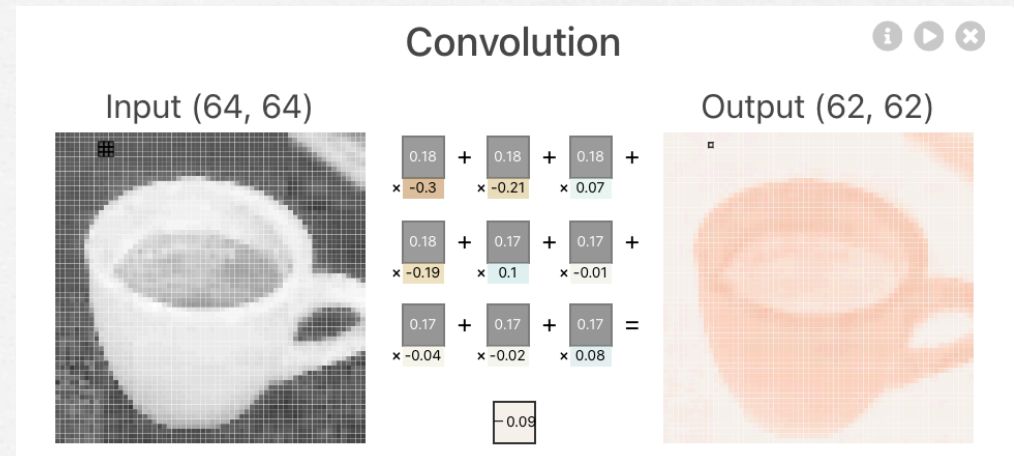 Convolution
Input (64, 64)
Output (62, 62)
0.18 + 0.18 + 0.18 +
× -0.3 × -0.21 × 0.07
0.18 + 0.17 + 0.17 +
× -0.19 × 0.1 × -0.01
0.17 + 0.17 + 0.17 =
× -0.04 × -0.02 × 0.08
− 0.09